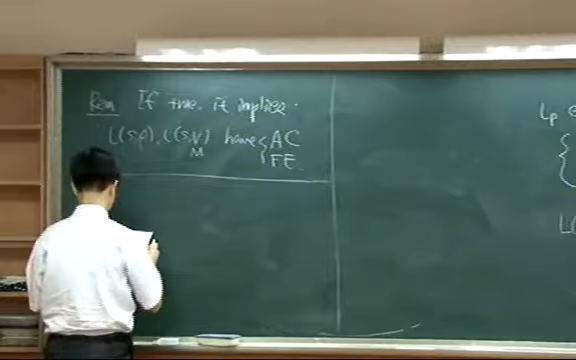 Rem If true, it implies
L(s,ρ), L(s,V) have { AC
M FE
Lp
L(